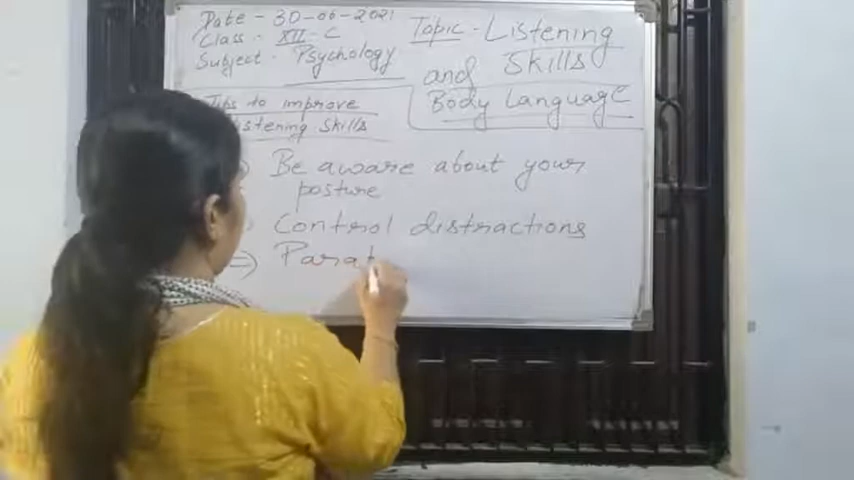 Date - 30-06-2021
Class - XII - C
Subject - Psychology
Topic - Listening
and Skills
Body Language
Tips to improve
Listening Skills
Be aware about your
posture
Control distractions
⇒ Parat